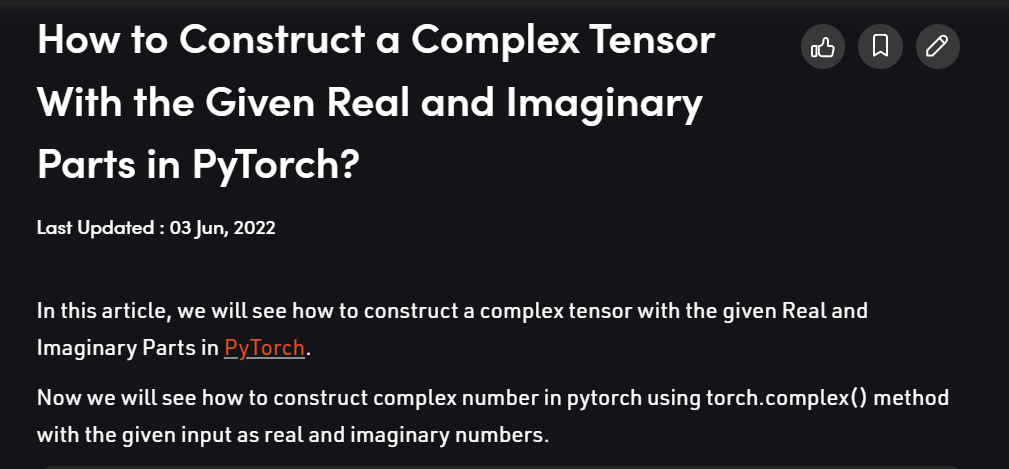 How to Construct a Complex Tensor
With the Given Real and Imaginary
Parts in PyTorch?
Last Updated : 03 Jun, 2022
In this article, we will see how to construct a complex tensor with the given Real and
Imaginary Parts in PyTorch.
Now we will see how to construct complex number in pytorch using torch.complex() method
with the given input as real and imaginary numbers.